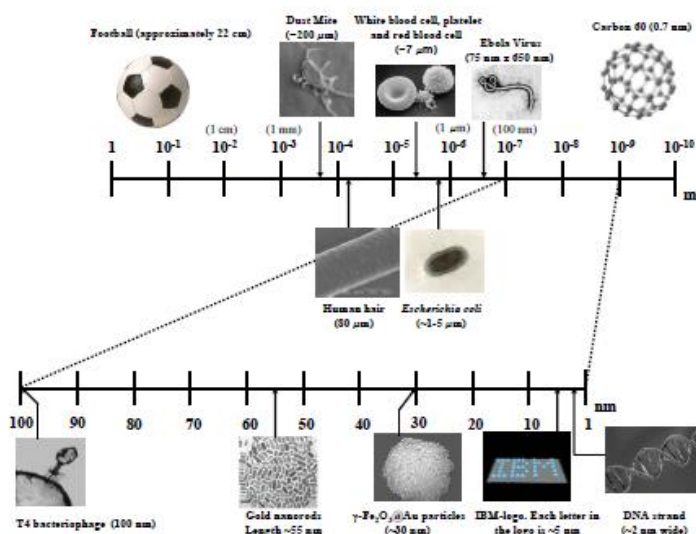 Football (approximately 22 cm)
Dust Mite
(~200 μm)
White blood cell, platelet
and red blood cell
(~7 μm)
Ebola Virus
(75 nm x 650 nm)
Carbon 60 (0.7 nm)
(1 cm) (1 mm) (1 μm) (100 nm)
1 10⁻¹ 10⁻² 10⁻³ 10⁻⁴ 10⁻⁵ 10⁻⁶ 10⁻⁷ 10⁻⁸ 10⁻⁹ 10⁻¹⁰
m
Human hair
(80 μm)
Escherichia coli
(~1-5 μm)
nm
100 90 80 70 60 50 40 30 20 10 1
IBM
T4 bacteriophage (100 nm)
Gold nanorods
Length ~55 nm
γ-Fe₂O₃@Au particles
(~30 nm)
IBM-logo. Each letter in
the logo is ~5 nm
DNA strand
(~2 nm wide)